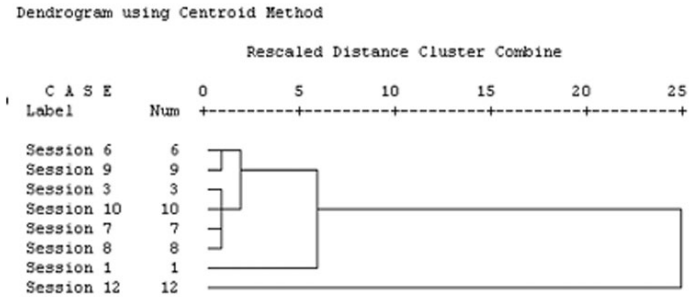 Dendrogram using Centroid Method
Rescaled Distance Cluster Combine
C A S E 0 5 10 15 20 25
Label Num
Session 6 6
Session 9 9
Session 3 3
Session 10 10
Session 7 7
Session 8 8
Session 1 1
Session 12 12